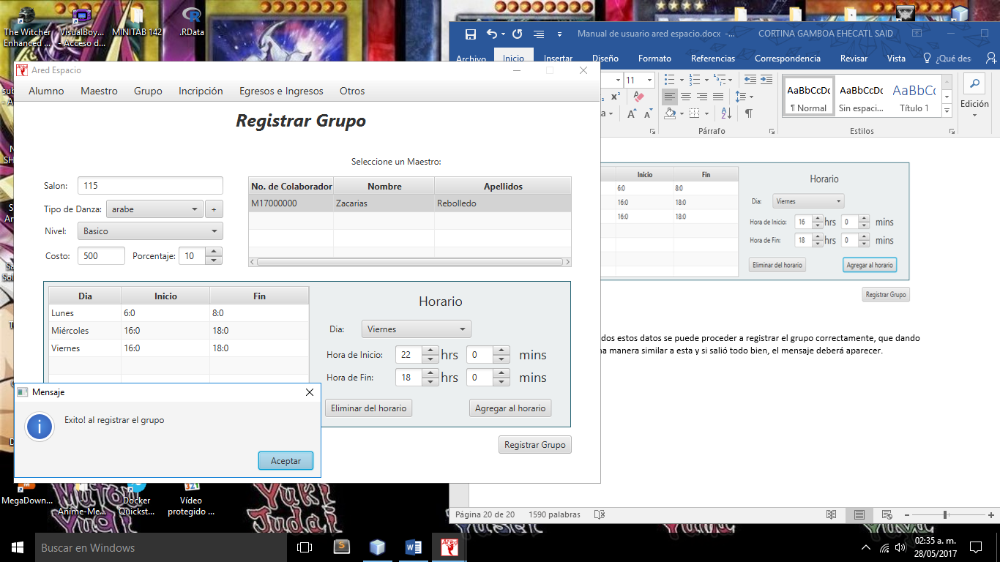 The Witcher
Enhanced ...
VisualBoy...
- Acceso d...
MINITAB 142
.RData
Manual de usuario ared espacio.docx -...
CORTINA GAMBOA EHECATL SAID
Archivo
Inicio
Insertar
Diseño
Formato
Referencias
Correspondencia
Revisar
Vista
¿Qué des
11
AaBbCcDc
AaBbCcDc
AaBbCc
¶ Normal
Sin espaci...
Título 1
Edición
Párrafo
Estilos
Ared Espacio
Alumno
Maestro
Grupo
Incripción
Egresos e Ingresos
Otros
Registrar Grupo
Seleccione un Maestro:
Salon:
115
Tipo de Danza:
arabe
+
Nivel:
Basico
Costo:
500
Porcentaje:
10
No. de Colaborador
Nombre
Apellidos
M17000000
Zacarias
Rebolledo
Dia
Inicio
Fin
Lunes
6:0
8:0
Miércoles
16:0
18:0
Viernes
16:0
18:0
Horario
Dia:
Viernes
Hora de Inicio:
22
hrs
0
mins
Hora de Fin:
18
hrs
0
mins
Eliminar del horario
Agregar al horario
Registrar Grupo
Mensaje
Exito! al registrar el grupo
Aceptar
Inicio
Fin
6:0
8:0
16:0
18:0
16:0
18:0
Horario
Dia:
Viernes
Hora de Inicio:
16
hrs
0
mins
Hora de Fin:
18
hrs
0
mins
Eliminar del horario
Agregar al horario
Registrar Grupo
dos estos datos se puede proceder a registrar el grupo correctamente, que dando
na manera similar a esta y si salió todo bien, el mensaje deberá aparecer.
Página 20 de 20
1590 palabras
MegaDown...
Anime-Me...
Docker
Quickst...
Vídeo
protegido ...
Muto
Yugi
Yuki
Judai
Buscar en Windows
02:35 a. m.
28/05/2017